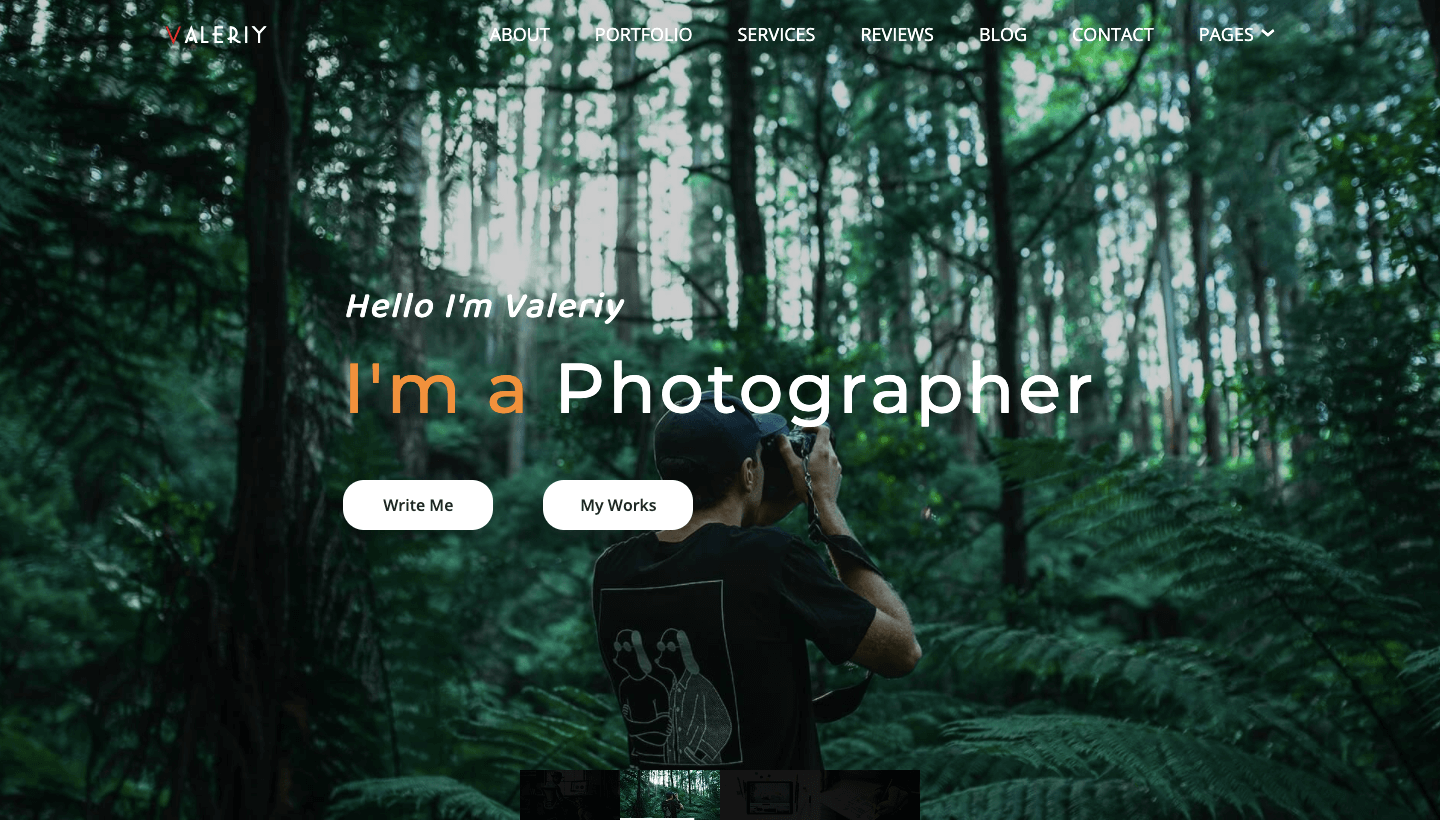 VALERIY ABOUT PORTFOLIO SERVICES REVIEWS BLOG CONTACT PAGES
Hello I'm Valeriy
I'm a Photographer
Write Me My Works